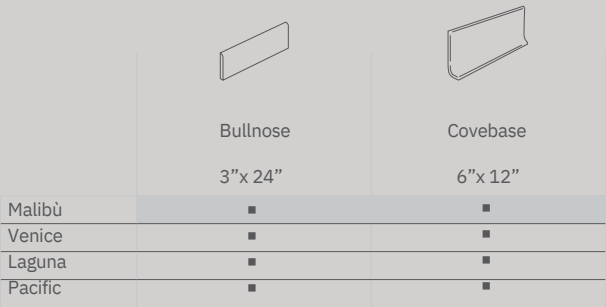 Bullnose Covebase
3”x 24” 6”x 12”
Malibù ■ ■
Venice ■ ■
Laguna ■ ■
Pacific ■ ■